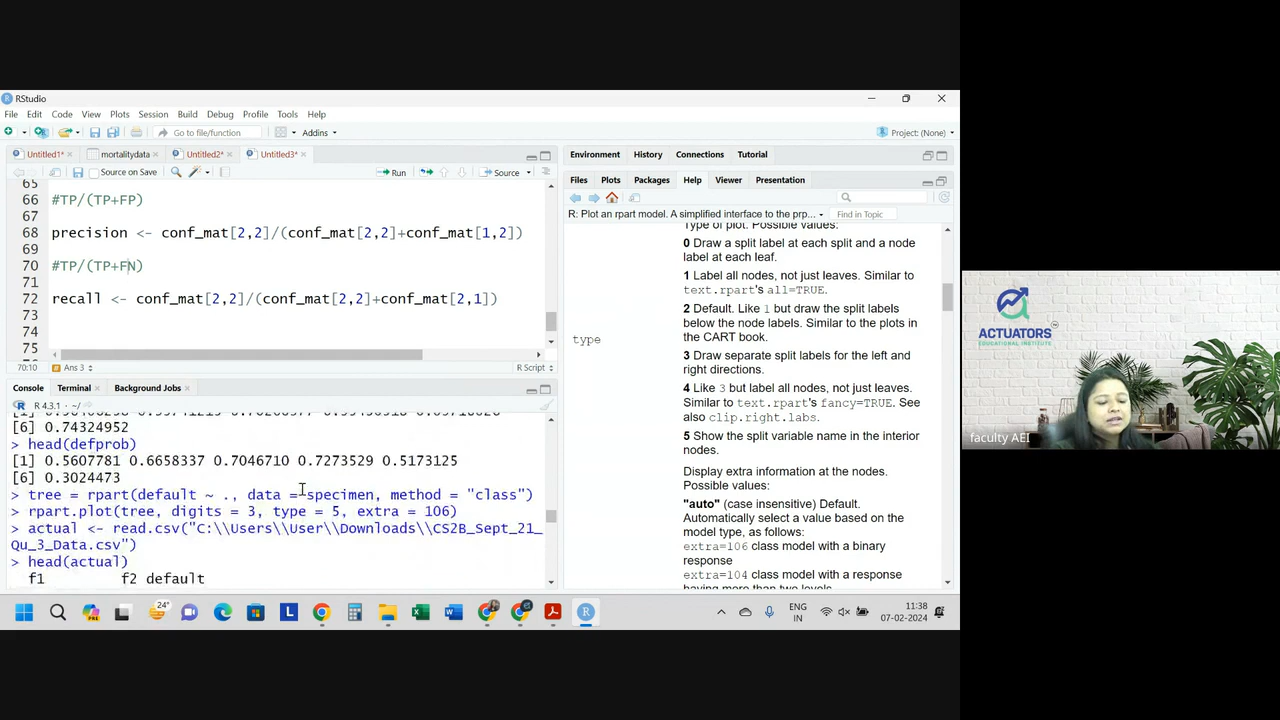 RStudio
File Edit Code View Plots Session Build Debug Profile Tools Help
Go to file/function
Addins
Project: (None)
Untitled1*
mortalitydata
Untitled2*
Untitled3*
Source on Save
Run
Source
65
66 #TP/(TP+FP)
67
68 precision <- conf_mat[2,2]/(conf_mat[2,2]+conf_mat[1,2])
69
70 #TP/(TP+FN)
71
72 recall <- conf_mat[2,2]/(conf_mat[2,2]+conf_mat[2,1])
73
74
75
70:10 Ans 3
R Script
Console Terminal Background Jobs
R 4.3.1 · ~/
[6] 0.74324952
> head(defprob)
[1] 0.5607781 0.6658337 0.7046710 0.7273529 0.5173125
[6] 0.3024473
> tree = rpart(default ~ ., data = specimen, method = "class")
> rpart.plot(tree, digits = 3, type = 5, extra = 106)
> actual <- read.csv("C:\\Users\\User\\Downloads\\CS2B_Sept_21_
Qu_3_Data.csv")
> head(actual)
f1 f2 default
Environment History Connections Tutorial
Files Plots Packages Help Viewer Presentation
R: Plot an rpart model. A simplified interface to the prp...
Find in Topic
Type of plot. Possible values:
0 Draw a split label at each split and a node
label at each leaf.
1 Label all nodes, not just leaves. Similar to
text.rpart's all=TRUE.
2 Default. Like 1 but draw the split labels
below the node labels. Similar to the plots in
the CART book.
type
3 Draw separate split labels for the left and
right directions.
4 Like 3 but label all nodes, not just leaves.
Similar to text.rpart's fancy=TRUE. See
also clip.right.labs.
5 Show the split variable name in the interior
nodes.
Display extra information at the nodes.
Possible values:
"auto" (case insensitive) Default.
Automatically select a value based on the
model type, as follows:
extra=106 class model with a binary
response
extra=104 class model with a response
having more than two levels
24°
ENG
IN
11:38
07-02-2024
ACTUATORS
EDUCATIONAL INSTITUTE
faculty AEI